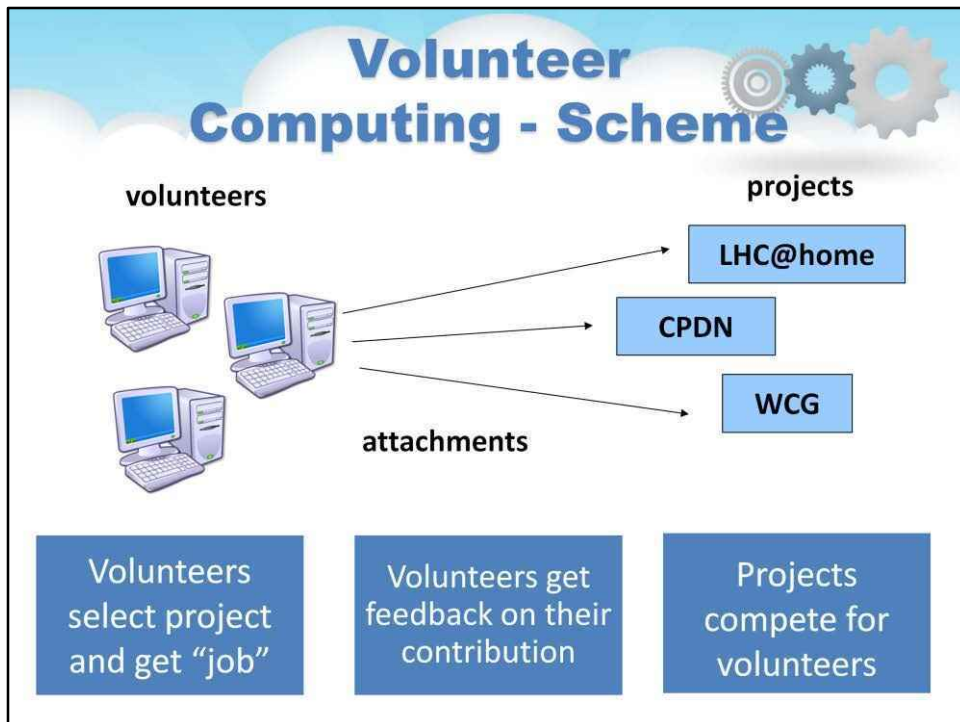 Volunteer
Computing - Scheme
volunteers
projects
LHC@home
CPDN
WCG
attachments
Volunteers
select project
and get “job”
Volunteers get
feedback on their
contribution
Projects
compete for
volunteers